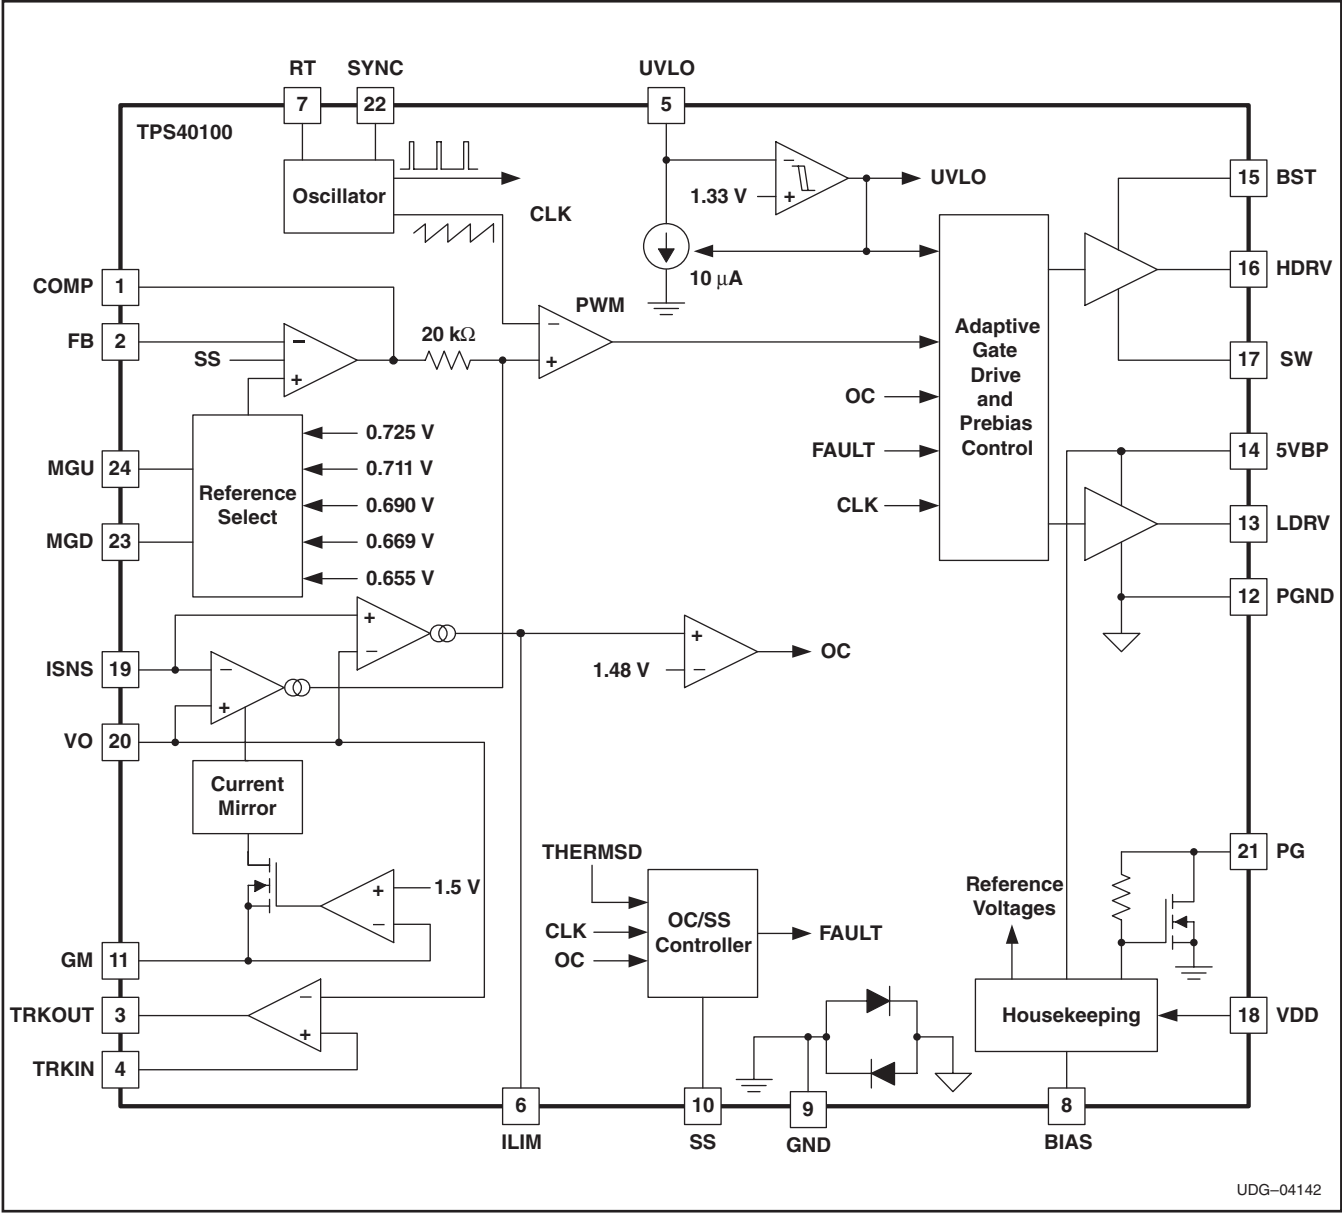 RT SYNC UVLO
7 22 5
TPS40100
Oscillator
CLK
1.33 V
−
+
UVLO
10 μA
15 BST
16 HDRV
17 SW
14 5VBP
13 LDRV
12 PGND
COMP 1
FB 2
SS
−
+
20 kΩ
PWM
−
+
Adaptive
Gate
Drive
and
Prebias
Control
OC
FAULT
CLK
MGU 24
MGD 23
Reference
Select
0.725 V
0.711 V
0.690 V
0.669 V
0.655 V
ISNS 19
VO 20
+
−
−
+
1.48 V
+
−
OC
Current
Mirror
1.5 V
+
−
GM 11
TRKOUT 3
TRKIN 4
−
+
THERMSD
CLK
OC
OC/SS
Controller
FAULT
Reference
Voltages
Housekeeping
21 PG
18 VDD
6 10 9 8
ILIM SS GND BIAS
UDG–04142